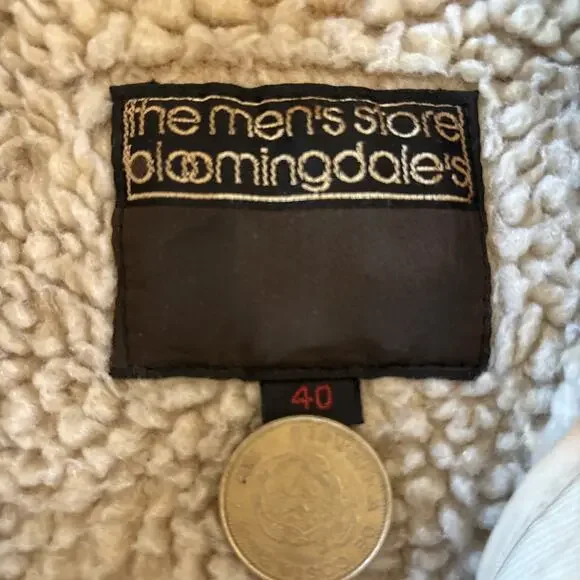 the men's store
bloomingdale's
40